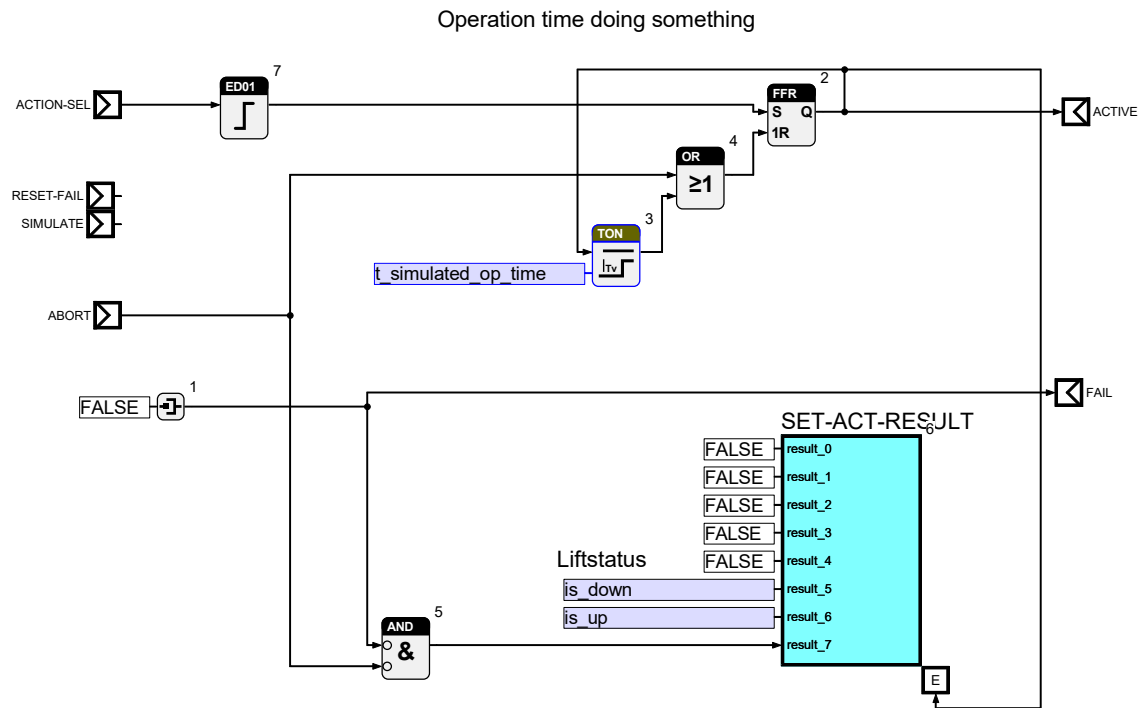 Operation time doing something
7
ED01
ACTION-SEL
2
FFR
S Q
1R
ACTIVE
4
OR
≥1
RESET-FAIL
SIMULATE
3
TON
Tv
t_simulated_op_time
ABORT
1
FALSE
FAIL
SET-ACT-RESULT
6
FALSE result_0
FALSE result_1
FALSE result_2
FALSE result_3
Liftstatus
FALSE result_4
is_down result_5
is_up result_6
5
AND
&
result_7
E